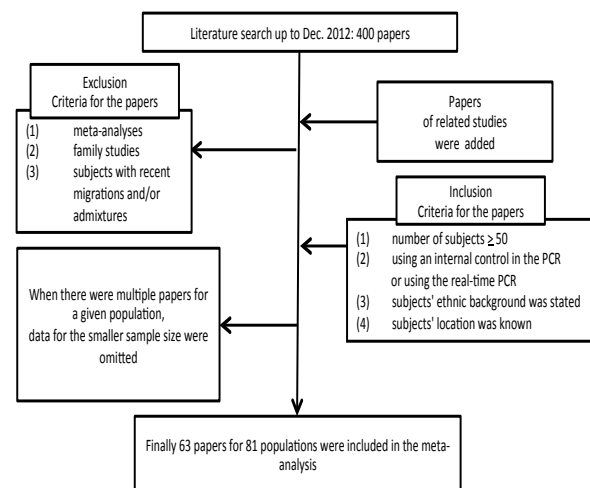 Literature search up to Dec. 2012: 400 papers
Exclusion
Criteria for the papers
(1) meta-analyses
(2) family studies
(3) subjects with recent
migrations and/or
admixtures
Papers
of related studies
were added
Inclusion
Criteria for the papers
(1) number of subjects ≥ 50
(2) using an internal control in the PCR
or using the real-time PCR
(3) subjects' ethnic background was stated
(4) subjects' location was known
When there were multiple papers for
a given population,
data for the smaller sample size were
omitted
Finally 63 papers for 81 populations were included in the meta-
analysis